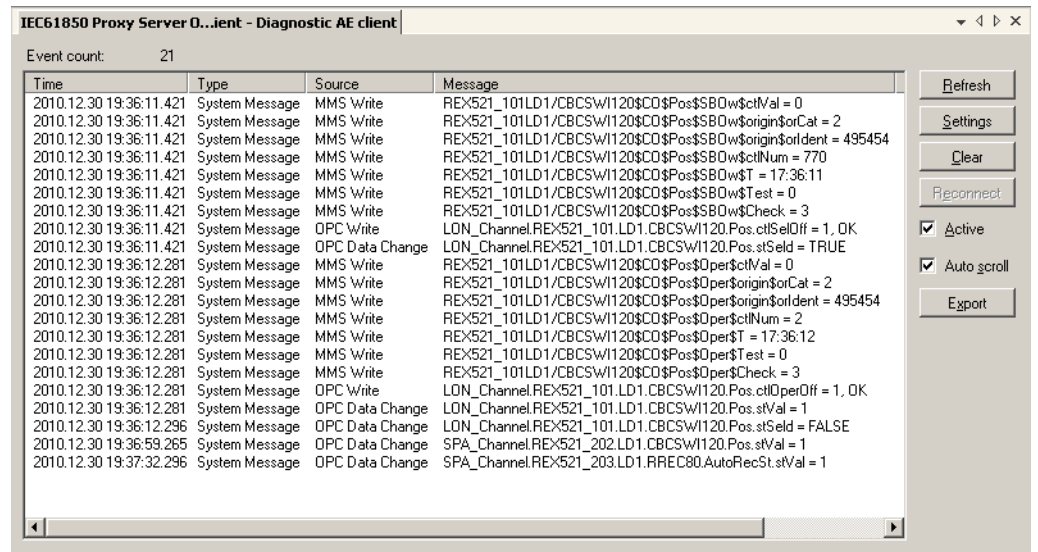 IEC61850 Proxy Server O...ient - Diagnostic AE client
Event count: 21
Time Type Source Message
2010.12.30 19:36:11.421 System Message MMS Write REX521_101LD1/CBCSWI120$CO$Pos$SBOw$ctlVal = 0
2010.12.30 19:36:11.421 System Message MMS Write REX521_101LD1/CBCSWI120$CO$Pos$SBOw$origin$orCat = 2
2010.12.30 19:36:11.421 System Message MMS Write REX521_101LD1/CBCSWI120$CO$Pos$SBOw$origin$orIdent = 495454
2010.12.30 19:36:11.421 System Message MMS Write REX521_101LD1/CBCSWI120$CO$Pos$SBOw$ctlNum = 770
2010.12.30 19:36:11.421 System Message MMS Write REX521_101LD1/CBCSWI120$CO$Pos$SBOw$T = 17:36:11
2010.12.30 19:36:11.421 System Message MMS Write REX521_101LD1/CBCSWI120$CO$Pos$SBOw$Test = 0
2010.12.30 19:36:11.421 System Message MMS Write REX521_101LD1/CBCSWI120$CO$Pos$SBOw$Check = 3
2010.12.30 19:36:11.421 System Message OPC Write LON_Channel.REX521_101.LD1.CBCSWI120.Pos.ctlSelOff = 1, OK
2010.12.30 19:36:11.421 System Message OPC Data Change LON_Channel.REX521_101.LD1.CBCSWI120.Pos.stSeld = TRUE
2010.12.30 19:36:12.281 System Message MMS Write REX521_101LD1/CBCSWI120$CO$Pos$Oper$ctlVal = 0
2010.12.30 19:36:12.281 System Message MMS Write REX521_101LD1/CBCSWI120$CO$Pos$Oper$origin$orCat = 2
2010.12.30 19:36:12.281 System Message MMS Write REX521_101LD1/CBCSWI120$CO$Pos$Oper$origin$orIdent = 495454
2010.12.30 19:36:12.281 System Message MMS Write REX521_101LD1/CBCSWI120$CO$Pos$Oper$ctlNum = 2
2010.12.30 19:36:12.281 System Message MMS Write REX521_101LD1/CBCSWI120$CO$Pos$Oper$T = 17:36:12
2010.12.30 19:36:12.281 System Message MMS Write REX521_101LD1/CBCSWI120$CO$Pos$Oper$Test = 0
2010.12.30 19:36:12.281 System Message MMS Write REX521_101LD1/CBCSWI120$CO$Pos$Oper$Check = 3
2010.12.30 19:36:12.281 System Message OPC Write LON_Channel.REX521_101.LD1.CBCSWI120.Pos.ctlOperOff = 1, OK
2010.12.30 19:36:12.281 System Message OPC Data Change LON_Channel.REX521_101.LD1.CBCSWI120.Pos.stVal = 1
2010.12.30 19:36:12.296 System Message OPC Data Change LON_Channel.REX521_101.LD1.CBCSWI120.Pos.stSeld = FALSE
2010.12.30 19:36:59.265 System Message OPC Data Change SPA_Channel.REX521_202.LD1.CBCSWI120.Pos.stVal = 1
2010.12.30 19:37:32.296 System Message OPC Data Change SPA_Channel.REX521_203.LD1.RREC80.AutoRecSt.stVal = 1
Refresh
Settings
Clear
Reconnect
Active
Auto scroll
Export